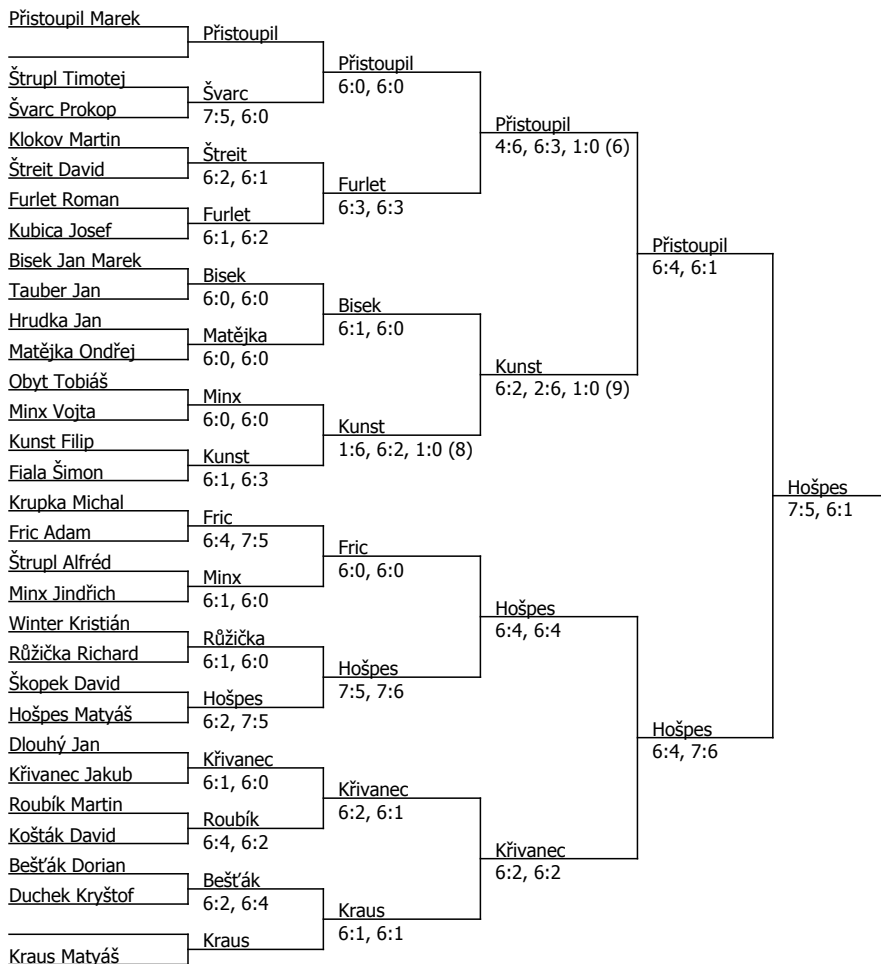 Přistoupil Marek
Štrupl Timotej
Švarc Prokop
Klokov Martin
Štreit David
Furlet Roman
Kubica Josef
Bisek Jan Marek
Tauber Jan
Hrudka Jan
Matějka Ondřej
Obyt Tobiáš
Minx Vojta
Kunst Filip
Fiala Šimon
Krupka Michal
Fric Adam
Štrupl Alfréd
Minx Jindřich
Winter Kristián
Růžička Richard
Škopek David
Hošpes Matyáš
Dlouhý Jan
Křivanec Jakub
Roubík Martin
Košťák David
Bešťák Dorian
Duchek Kryštof
Kraus Matyáš
Přistoupil
Švarc
7:5, 6:0
Štreit
6:2, 6:1
Furlet
6:1, 6:2
Bisek
6:0, 6:0
Matějka
6:0, 6:0
Minx
6:0, 6:0
Kunst
6:1, 6:3
Fric
6:4, 7:5
Minx
6:1, 6:0
Růžička
6:1, 6:0
Hošpes
6:2, 7:5
Křivanec
6:1, 6:0
Roubík
6:4, 6:2
Bešťák
6:2, 6:4
Kraus
Přistoupil
6:0, 6:0
Furlet
6:3, 6:3
Bisek
6:1, 6:0
Kunst
1:6, 6:2, 1:0 (8)
Fric
6:0, 6:0
Hošpes
7:5, 7:6
Křivanec
6:2, 6:1
Kraus
6:1, 6:1
Přistoupil
4:6, 6:3, 1:0 (6)
Kunst
6:2, 2:6, 1:0 (9)
Hošpes
6:4, 6:4
Křivanec
6:2, 6:2
Přistoupil
6:4, 6:1
Hošpes
6:4, 7:6
Hošpes
7:5, 6:1